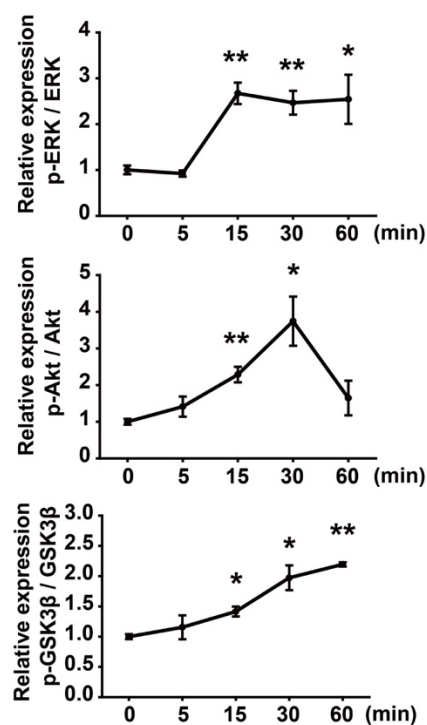 Relative expression
p-ERK / ERK
4
3
2
1
0
** ** *
0 5 15 30 60 (min)
Relative expression
p-Akt / Akt
5
4
3
2
1
0
** *
0 5 15 30 60 (min)
Relative expression
p-GSK3β / GSK3β
3.0
2.5
2.0
1.5
1.0
0.5
0.0
* * **
0 5 15 30 60 (min)